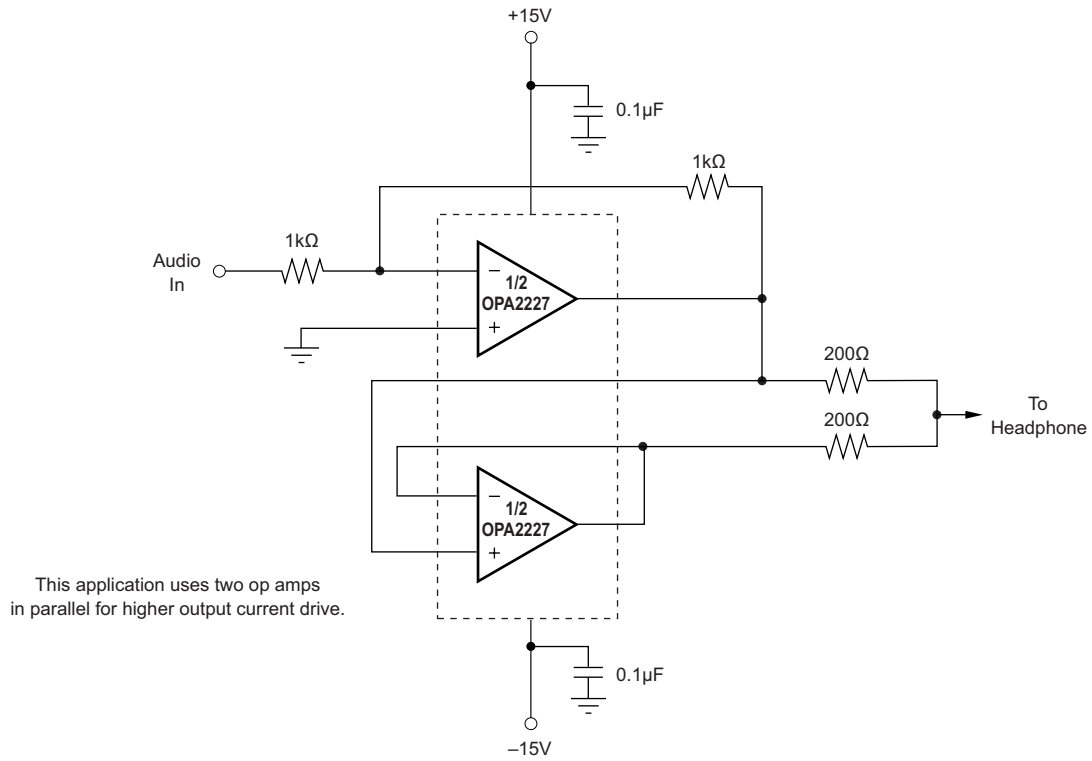 +15V
0.1µF
1kΩ
1kΩ
Audio
In
−
1/2
OPA2227
+
200Ω
To
Headphone
200Ω
−
1/2
OPA2227
+
This application uses two op amps
in parallel for higher output current drive.
0.1µF
–15V